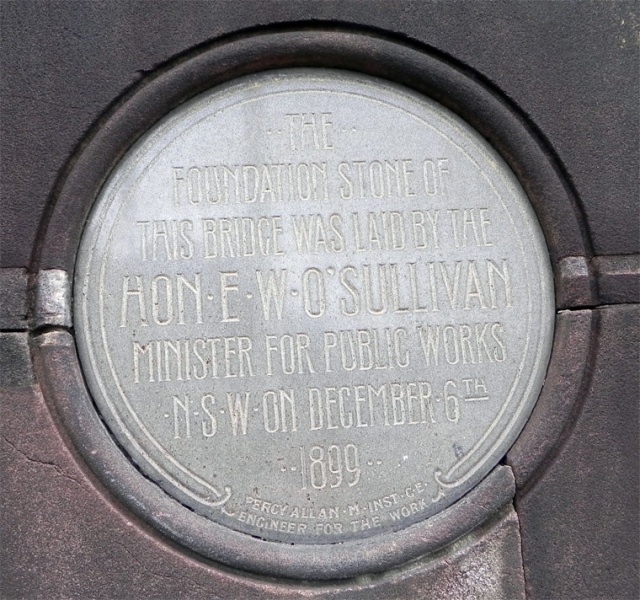 ··THE··
FOUNDATION STONE OF
THIS BRIDGE WAS LAID BY THE
HON·E·W·O'SULLIVAN
MINISTER FOR PUBLIC WORKS
·N·S·W·ON DECEMBER·6TH
··1899··
PERCY ALLAN·M·INST·C·E·
ENGINEER FOR THE WORK